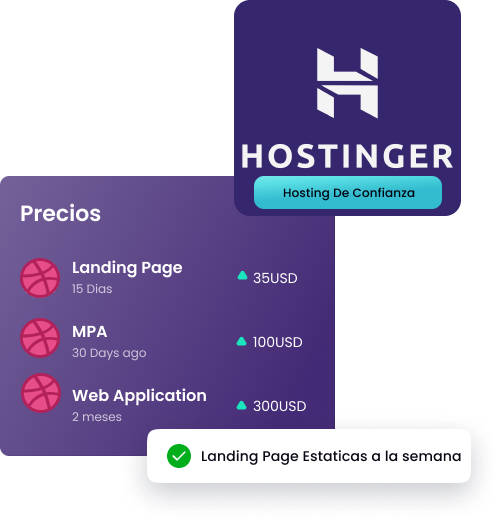 HOSTINGER
Hosting De Confianza
Precios
Landing Page
15 Dias
35USD
MPA
30 Days ago
100USD
Web Application
2 meses
300USD
Landing Page Estaticas a la semana